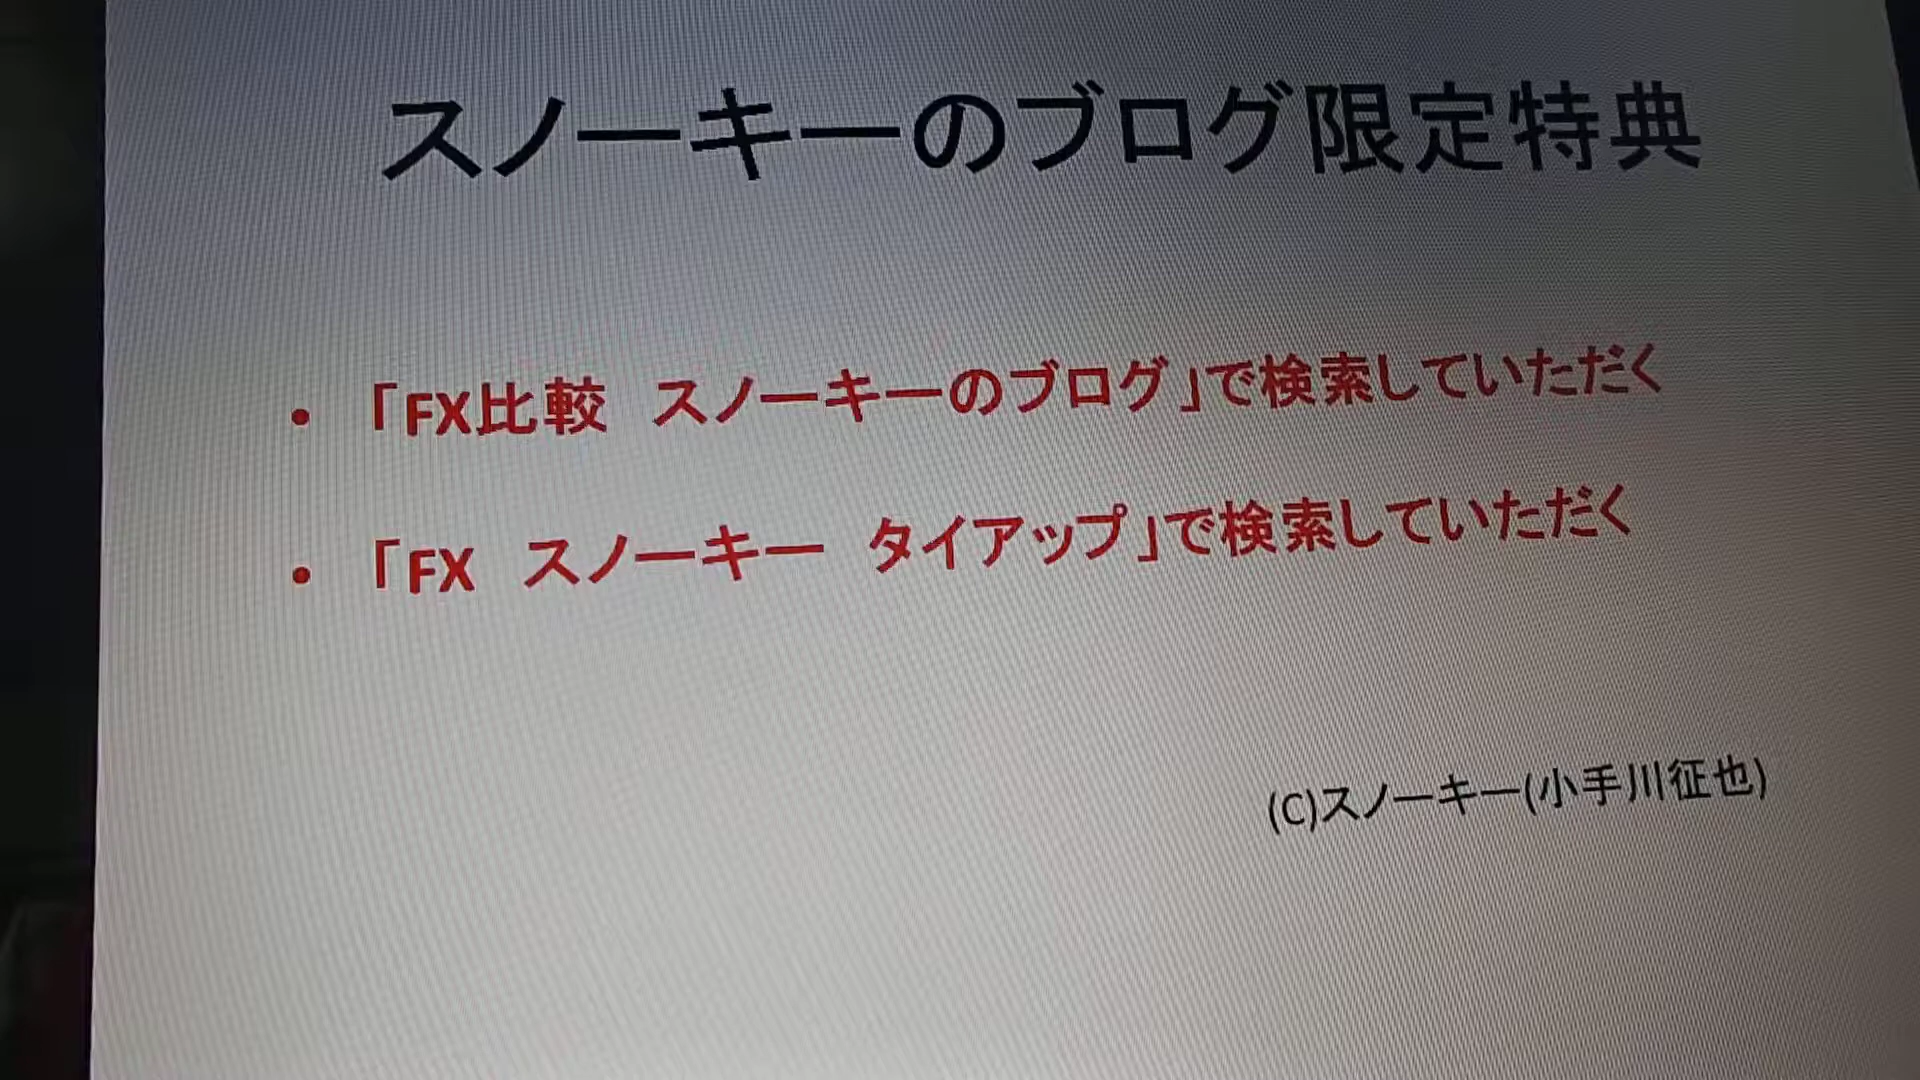 スノーキーのブログ限定特典
• 「FX比較　スノーキーのブログ」で検索していただく
• 「FX　スノーキー　タイアップ」で検索していただく
(C)スノーキー(小手川征也)